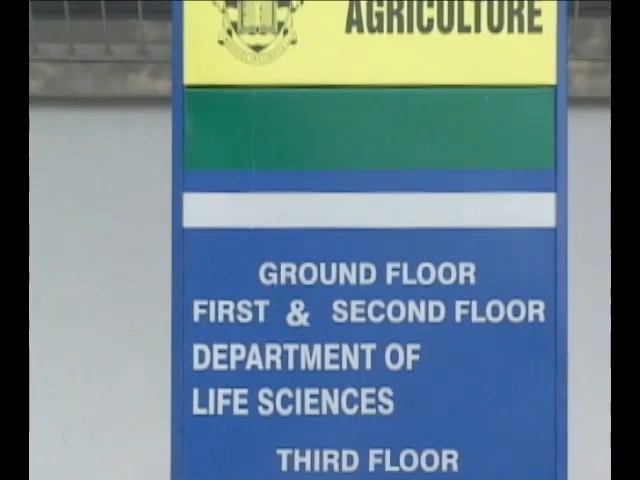 AGRICULTURE
GROUND FLOOR
FIRST & SECOND FLOOR
DEPARTMENT OF
LIFE SCIENCES
THIRD FLOOR